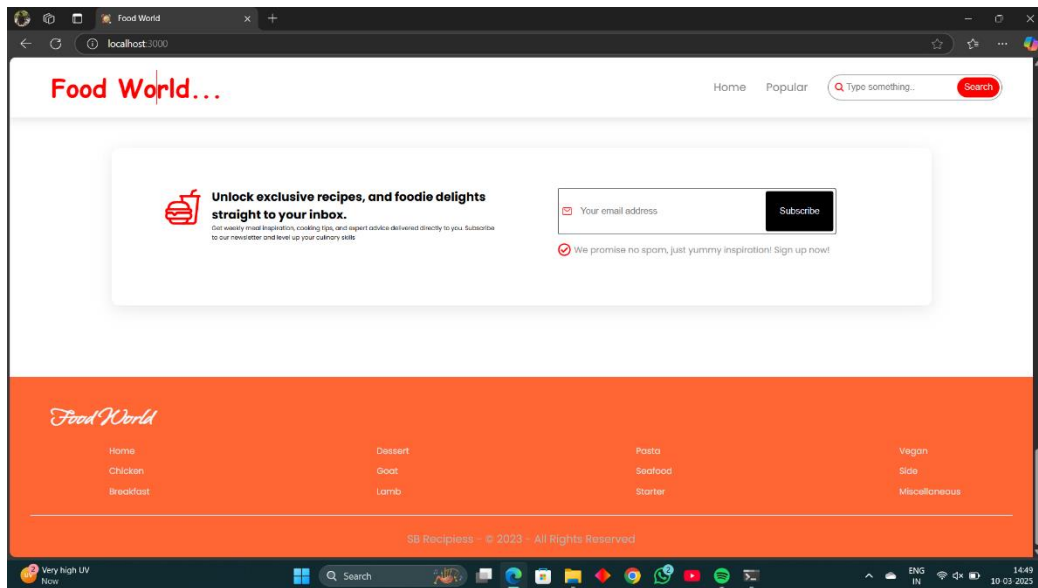 Food World
localhost:3000
Food World...
Home Popular Type something.. Search
Unlock exclusive recipes, and foodie delights
straight to your inbox.
Get weekly meal inspiration, cooking tips, and expert advice delivered directly to you. Subscribe
to our newsletter and level up your culinary skills
Your email address Subscribe
We promise no spam, just yummy inspiration! Sign up now!
Food World
Home Dessert Pasta Vegan
Chicken Goat Seafood Side
Breakfast Lamb Starter Miscellaneous
SB Recipiess - © 2023 - All Rights Reserved
2 Very high UV
Now
Search
2
ENG
IN
14:49
10-03-2025